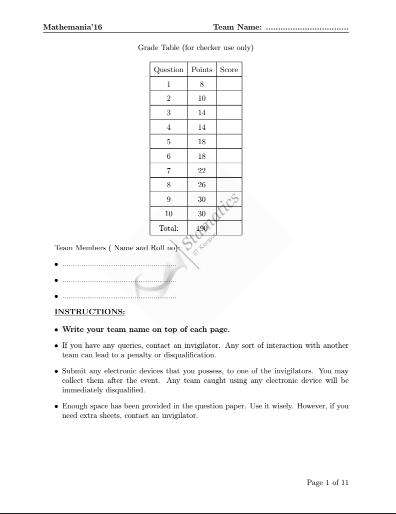 Mathemania'16 Team Name: ..................................
Grade Table (for checker use only)
Question Points Score
1 8
2 10
3 14
4 14
5 18
6 18
7 22
8 26
9 30
10 30
Total: 190
Stamatics
IIT Kanpur
Team Members ( Name and Roll no):
• ..................................................
• ..................................................
• ..................................................
INSTRUCTIONS:
• Write your team name on top of each page.
• If you have any queries, contact an invigilator. Any sort of interaction with another
team can lead to a penalty or disqualification.
• Submit any electronic devices that you possess, to one of the invigilators. You may
collect them after the event. Any team caught using any electronic device will be
immediately disqualified.
• Enough space has been provided in the question paper. Use it wisely. However, if you
need extra sheets, contact an invigilator.
Page 1 of 11